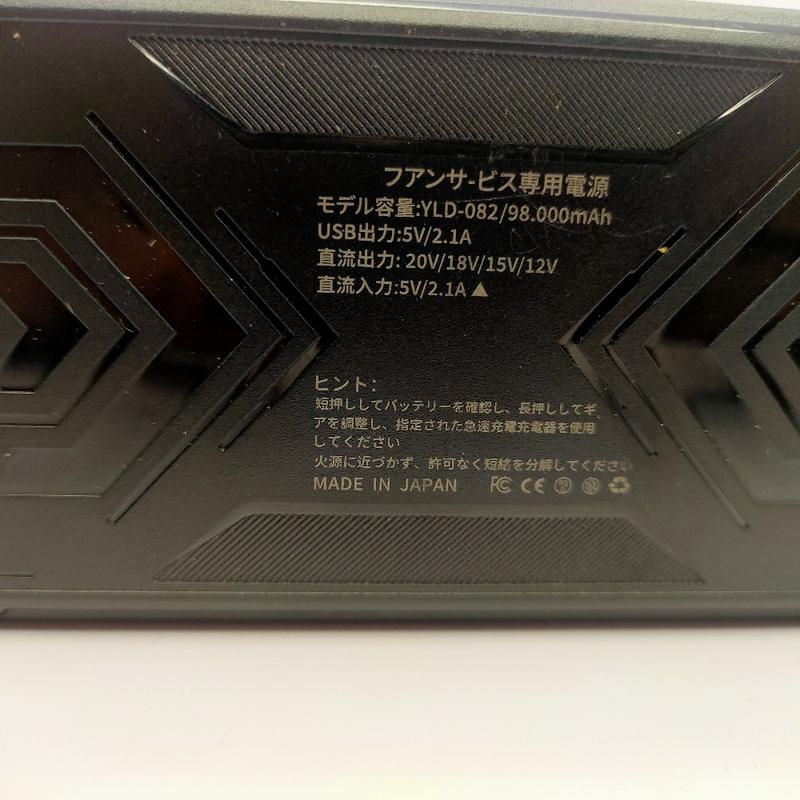 フアンサ-ビス専用電源
モデル容量:YLD-082/98.000mAh
USB出力:5V/2.1A
直流出力: 20V/18V/15V/12V
直流入力:5V/2.1A▲
ヒント:
短押ししてバッテリーを確認し、長押ししてギ
アを調整し、指定された急速充電充電器を使用
してください
火源に近づかず、許可なく短絡を分解してください
MADE IN JAPAN FC CE